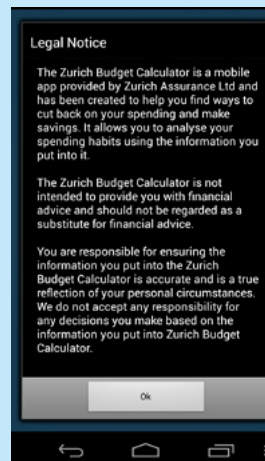 Legal Notice
The Zurich Budget Calculator is a mobile
app provided by Zurich Assurance Ltd and
has been created to help you find ways to
cut back on your spending and make
savings. It allows you to analyse your
spending habits using the information you
put into it.
The Zurich Budget Calculator is not
intended to provide you with financial
advice and should not be regarded as a
substitute for financial advice.
You are responsible for ensuring the
information you put into the Zurich
Budget Calculator is accurate and is a true
reflection of your personal circumstances.
We do not accept any responsibility for
any decisions you make based on the
information you put into Zurich Budget
Calculator.
Ok